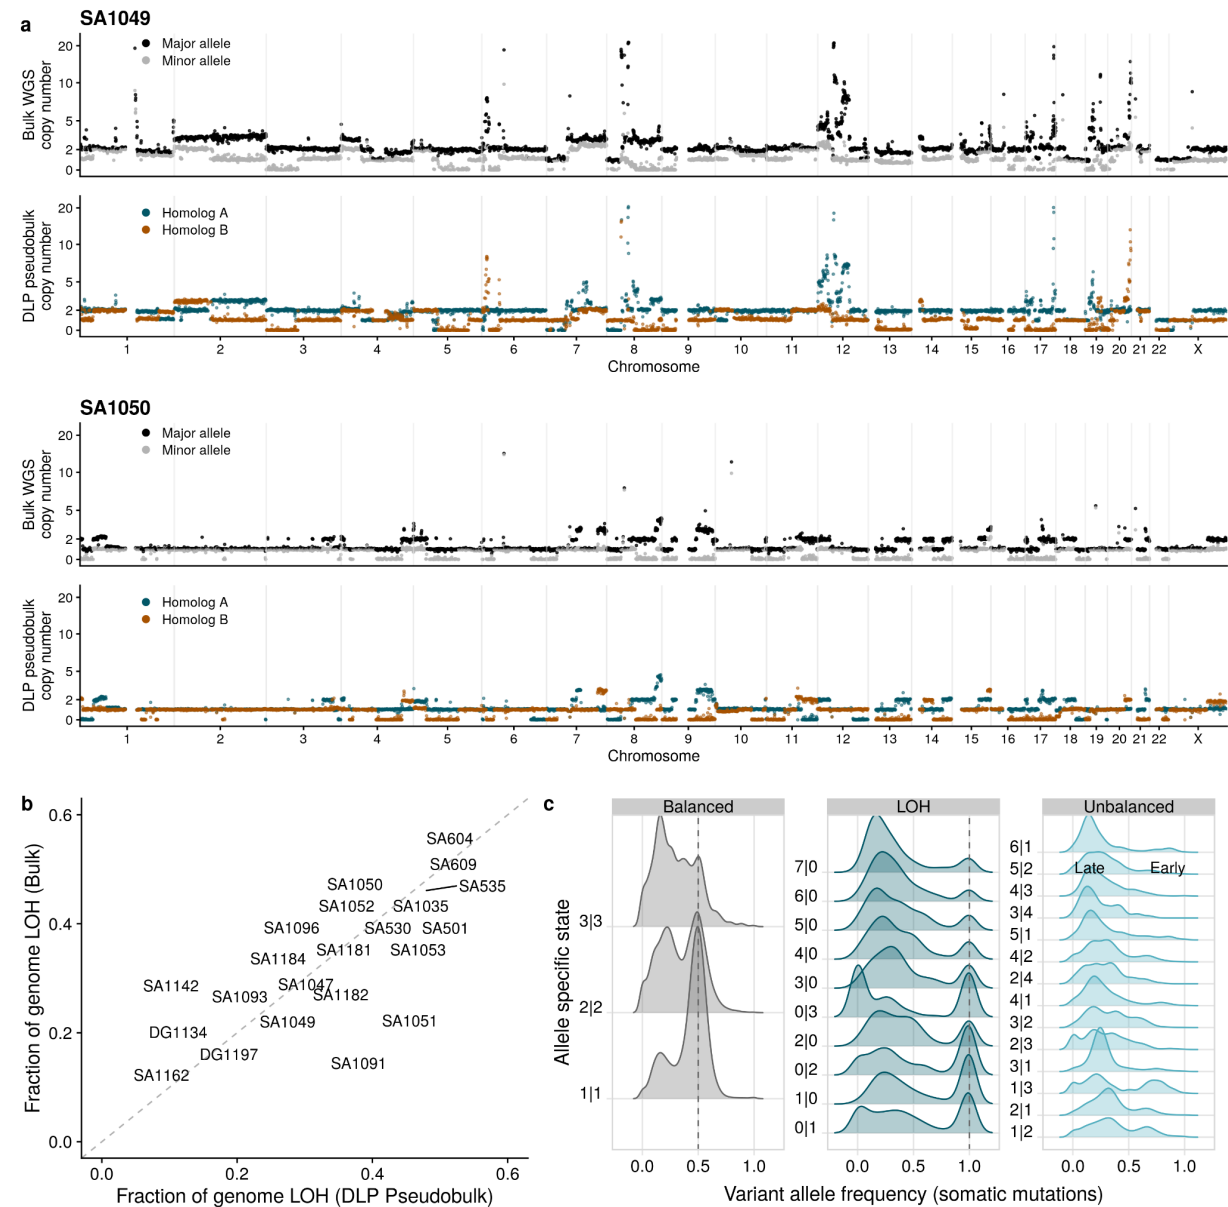 a
SA1049
Bulk WGS
copy number
20
10
5
2
0
Major allele
Minor allele
DLP pseudobulk
copy number
20
10
5
2
0
Homolog A
Homolog B
1 2 3 4 5 6 7 8 9 10 11 12 13 14 15 16 17 18 19 20 21 22 X
Chromosome
SA1050
Bulk WGS
copy number
20
10
5
2
0
Major allele
Minor allele
DLP pseudobulk
copy number
20
10
5
2
0
Homolog A
Homolog B
1 2 3 4 5 6 7 8 9 10 11 12 13 14 15 16 17 18 19 20 21 22 X
Chromosome
b
Fraction of genome LOH (Bulk)
0.6
0.4
0.2
0.0
SA604
SA609
SA1050
SA535
SA1052
SA1035
SA1096
SA530
SA501
SA1181
SA1053
SA1184
SA1142
SA1047
SA1093
SA1182
SA1049
SA1051
DG1134
DG1197
SA1091
SA1162
0.0 0.2 0.4 0.6
Fraction of genome LOH (DLP Pseudobulk)
c
Allele specific state
Balanced
3|3
2|2
1|1
0.0 0.5 1.0
LOH
7|0
6|0
5|0
4|0
3|0
0|3
2|0
0|2
1|0
0|1
0.0 0.5 1.0
Unbalanced
Late Early
6|1
5|2
4|3
3|4
5|1
4|2
2|4
4|1
3|2
2|3
3|1
1|3
2|1
1|2
0.0 0.5 1.0
Variant allele frequency (somatic mutations)